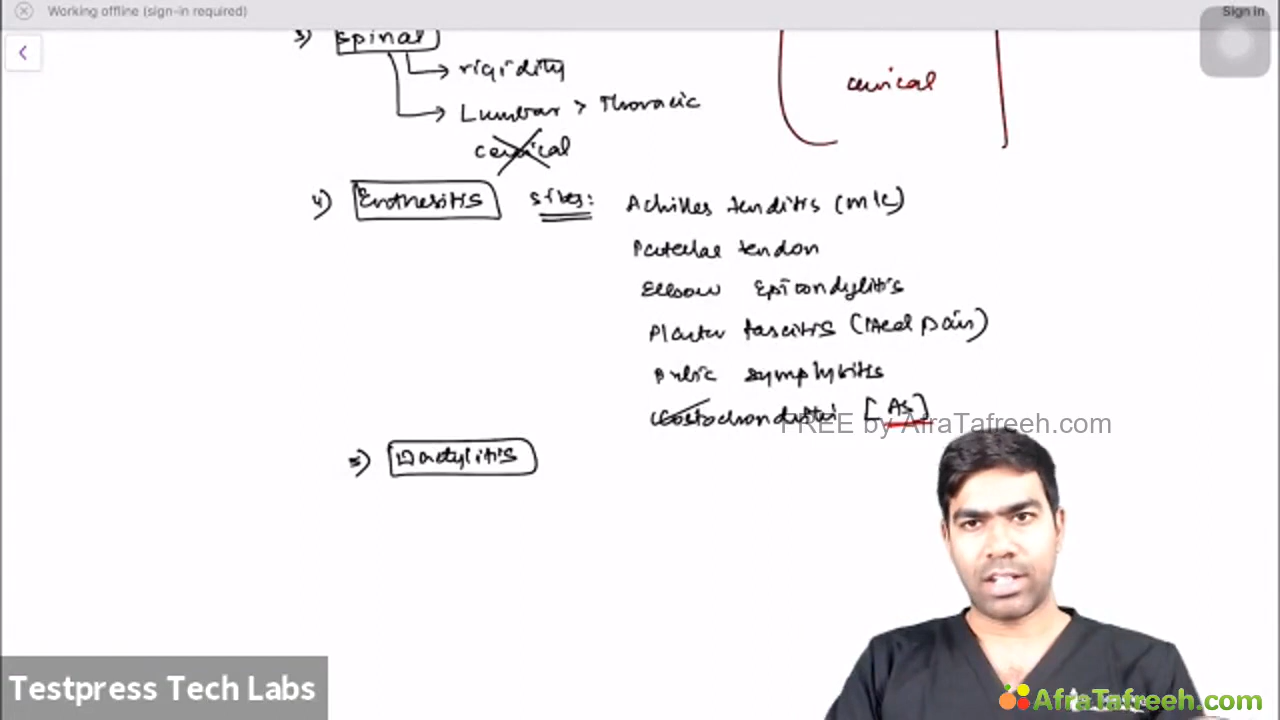 Working offline (sign-in required)
Sign in
3) Spinal
rigidity
Lumbar > Thoracic
cervical
cervical
4) Enthesitis sites: Achilles tenditis (m/c)
Patellar tendon
Elbow Epicondylitis
Plantar fascitis (Heel pain)
Pubic symphysitis
Costochondritis [AS]
FREE by AfraTafreeh.com
5) Dactylitis
Testpress Tech Labs
AfraTafreeh.com